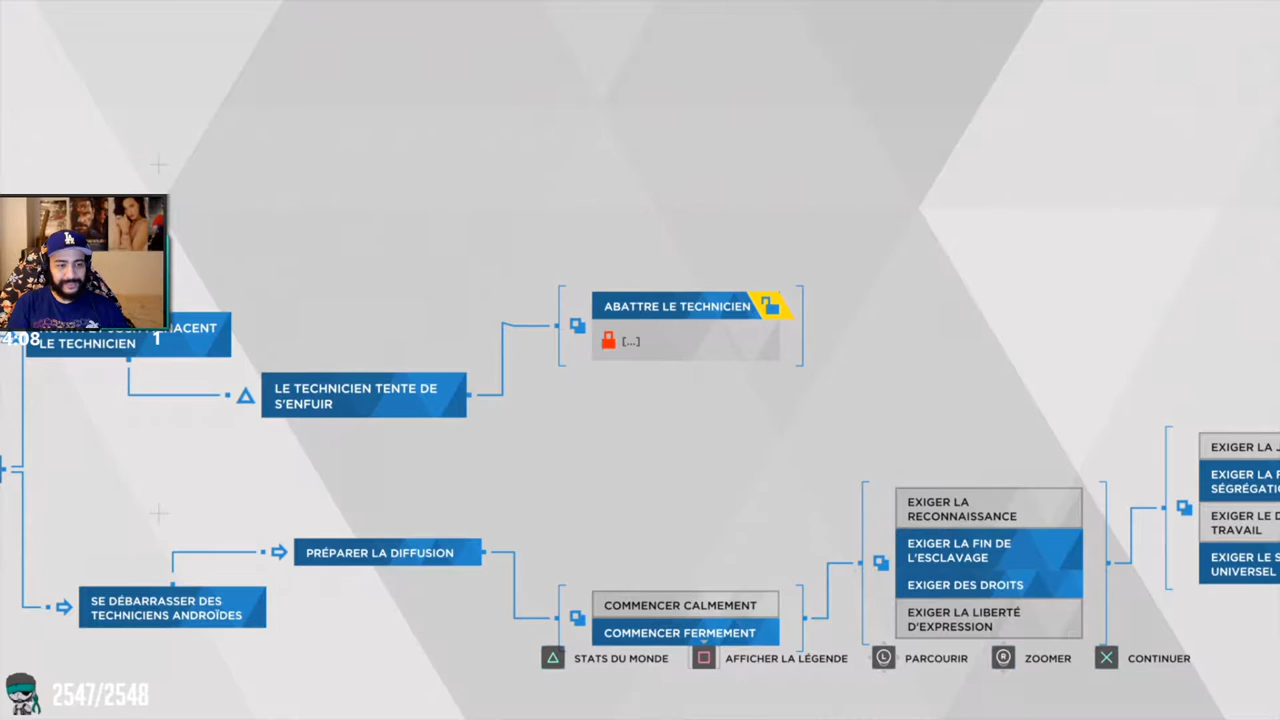 ABATTRE LE TECHNICIEN
[...]
LE TECHNICIEN
1
4:08
LE TECHNICIEN TENTE DE
S'ENFUIR
EXIGER LA
RECONNAISSANCE
EXIGER LA FIN DE
L'ESCLAVAGE
EXIGER DES DROITS
EXIGER LA LIBERTÉ
D'EXPRESSION
EXIGER LA
SÉGRÉGATIO
EXIGER LE D
TRAVAIL
EXIGER LE S
UNIVERSEL
PRÉPARER LA DIFFUSION
SE DÉBARRASSER DES
TECHNICIENS ANDROÏDES
COMMENCER CALMEMENT
COMMENCER FERMEMENT
STATS DU MONDE
AFFICHER LA LÉGENDE
L
PARCOURIR
R
ZOOMER
CONTINUER
2547/2548